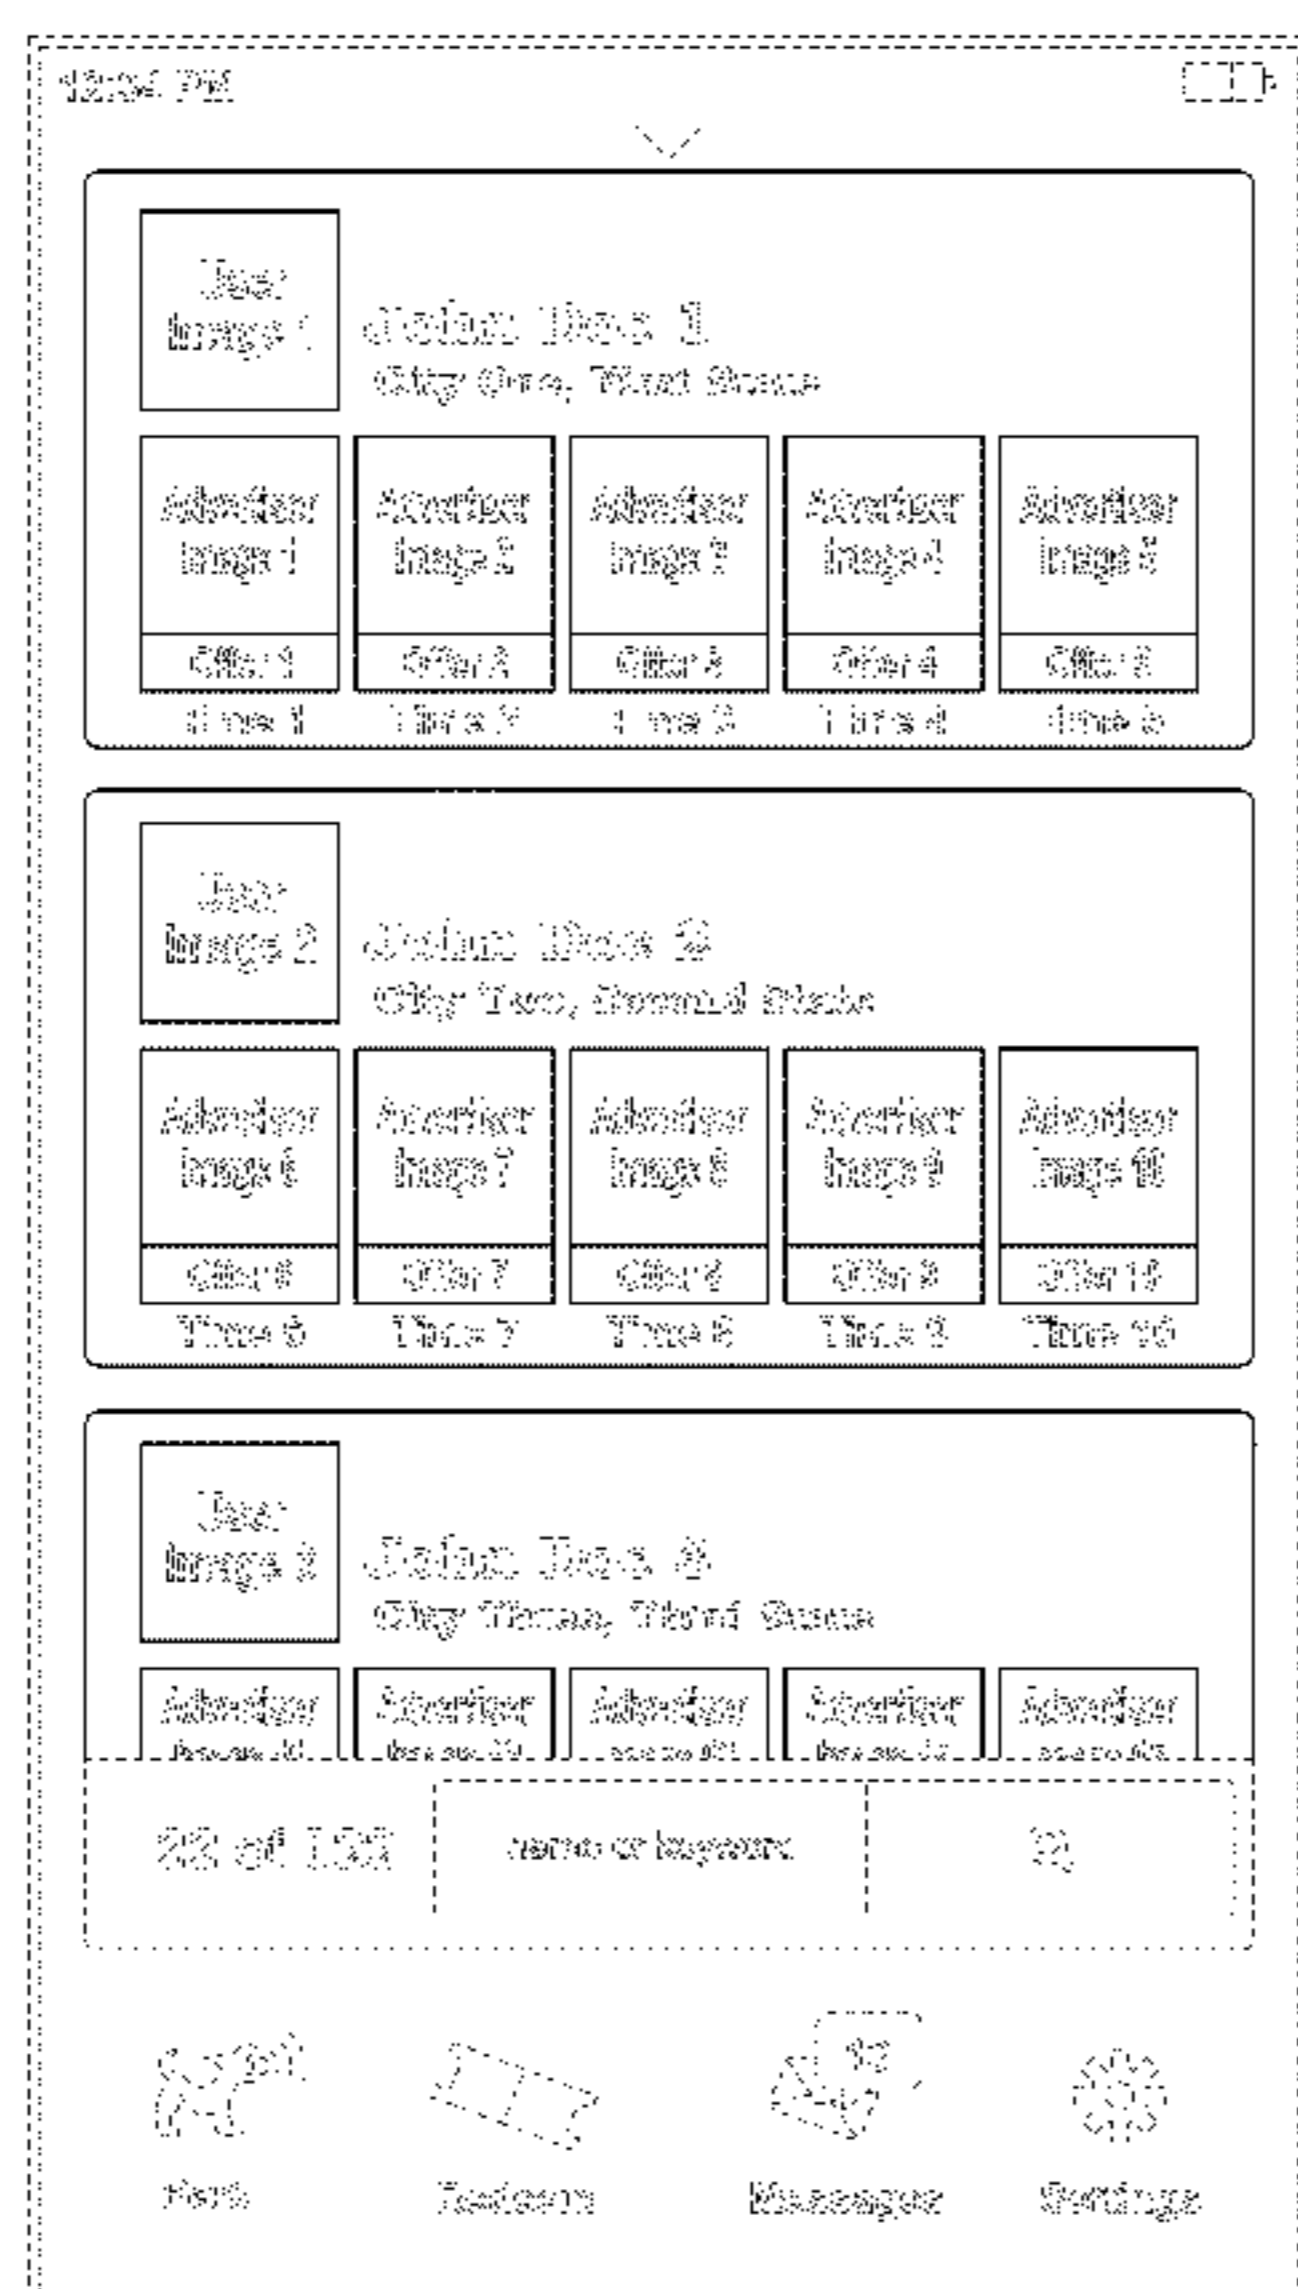 PM
User
Image 1
John Doe 1
City One, First State
Advertiser Advertiser Advertiser Advertiser Advertiser
Image 1 Image 2 Image 3 Image 4 Image 5
Offer 1 Offer 2 Offer 3 Offer 4 Offer 5
Time 1 Time 2 Time 3 Time 4 Time 5
User
Image 2
John Doe 2
City Two, Second State
Advertiser Advertiser Advertiser Advertiser Advertiser
Image 6 Image 7 Image 8 Image 9 Image 10
Offer 6 Offer 7 Offer 8 Offer 9 Offer 10
Time 6 Time 7 Time 8 Time 9 Time 10
User
Image 3
John Doe 3
City Three, Third State
Advertiser Advertiser Advertiser Advertiser Advertiser
22 of
name or keyword
Redeem Messages Settings